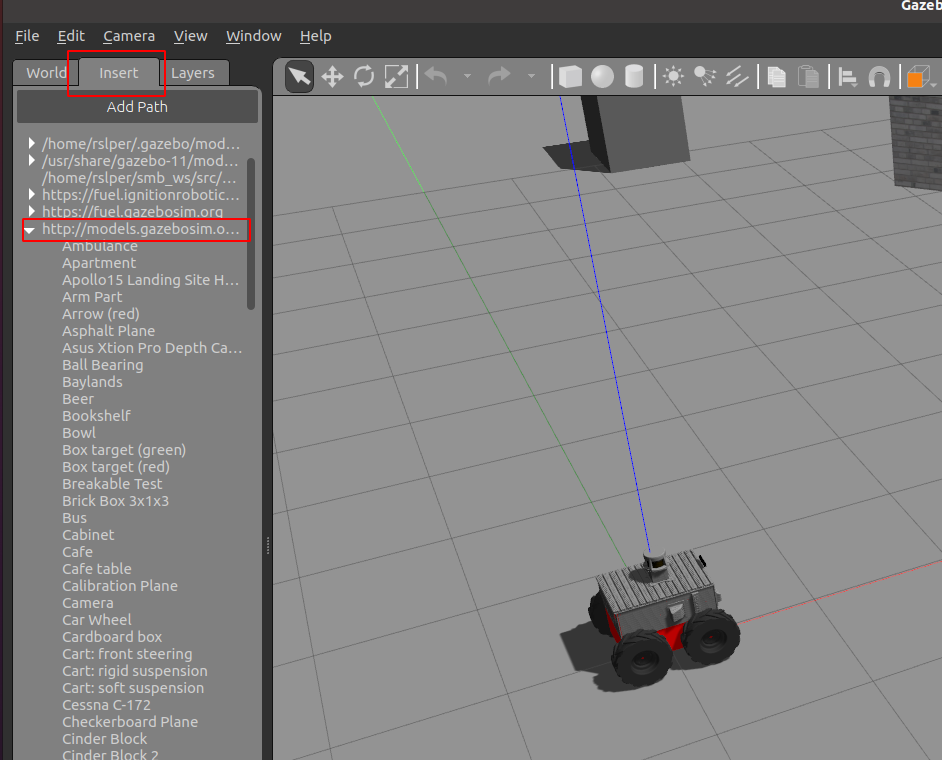 Gazeb
File Edit Camera View Window Help
World Insert Layers
Add Path
/home/rslper/.gazebo/mod...
/usr/share/gazebo-11/mod...
/home/rslper/smb_ws/src/...
https://fuel.ignitionrobotic...
https://fuel.gazebosim.org
http://models.gazebosim.o...
Ambulance
Apartment
Apollo15 Landing Site H...
Arm Part
Arrow (red)
Asphalt Plane
Asus Xtion Pro Depth Ca...
Ball Bearing
Baylands
Beer
Bookshelf
Bowl
Box target (green)
Box target (red)
Breakable Test
Brick Box 3x1x3
Bus
Cabinet
Cafe
Cafe table
Calibration Plane
Camera
Car Wheel
Cardboard box
Cart: front steering
Cart: rigid suspension
Cart: soft suspension
Cessna C-172
Checkerboard Plane
Cinder Block
Cinder Block 2